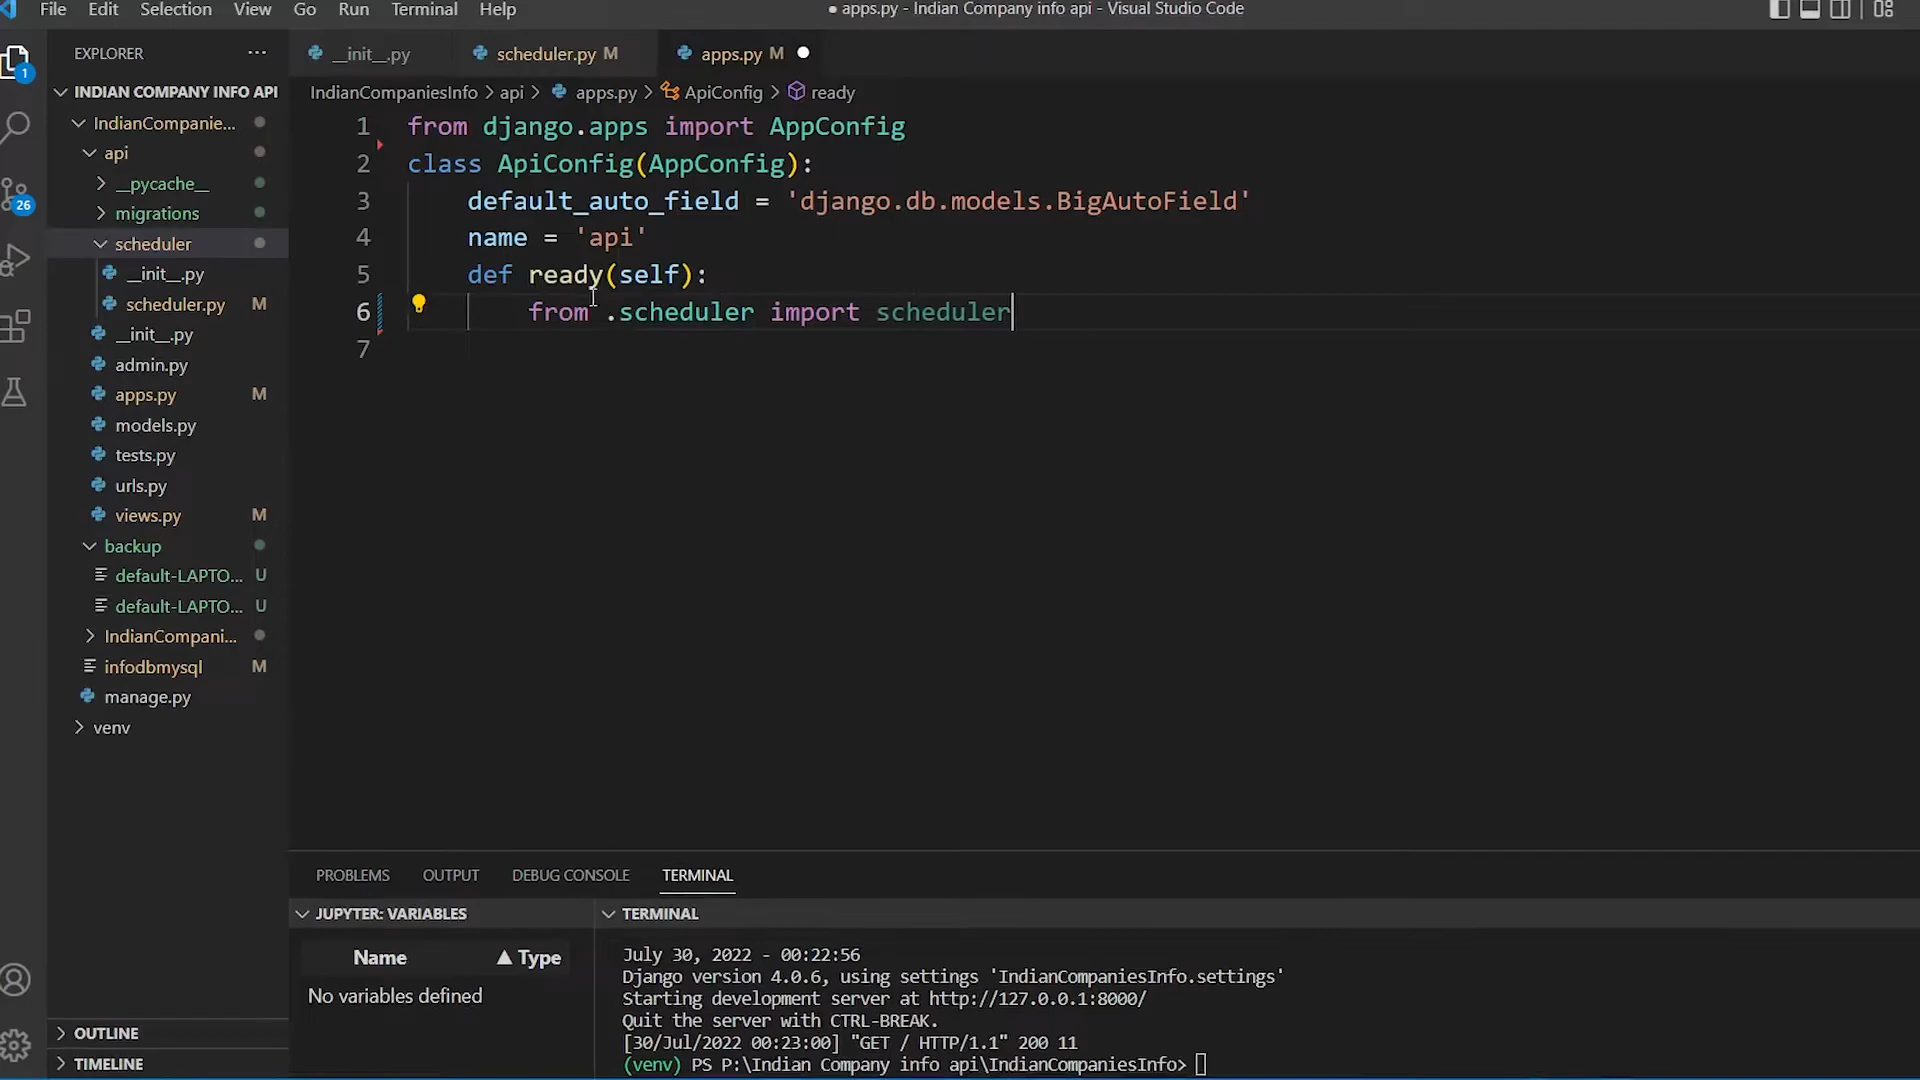 File Edit Selection View Go Run Terminal Help
● apps.py - Indian Company info api - Visual Studio Code
EXPLORER ···
1
26
INDIAN COMPANY INFO API
IndianCompanie...
api
__pycache__
migrations
scheduler
__init__.py
scheduler.py M
__init__.py
admin.py
apps.py M
models.py
tests.py
urls.py
views.py M
backup
default-LAPTO... U
default-LAPTO... U
IndianCompani...
infodbmysql M
manage.py
venv
OUTLINE
TIMELINE
__init__.py scheduler.py M apps.py M ●
IndianCompaniesInfo > api > apps.py > ApiConfig > ready
1 from django.apps import AppConfig
2 class ApiConfig(AppConfig):
3 default_auto_field = 'django.db.models.BigAutoField'
4 name = 'api'
5 def ready(self):
6 from .scheduler import scheduler
7
PROBLEMS OUTPUT DEBUG CONSOLE TERMINAL
JUPYTER: VARIABLES
Name ▲ Type
No variables defined
TERMINAL
July 30, 2022 - 00:22:56
Django version 4.0.6, using settings 'IndianCompaniesInfo.settings'
Starting development server at http://127.0.0.1:8000/
Quit the server with CTRL-BREAK.
[30/Jul/2022 00:23:00] "GET / HTTP/1.1" 200 11
(venv) PS P:\Indian Company info api\IndianCompaniesInfo>